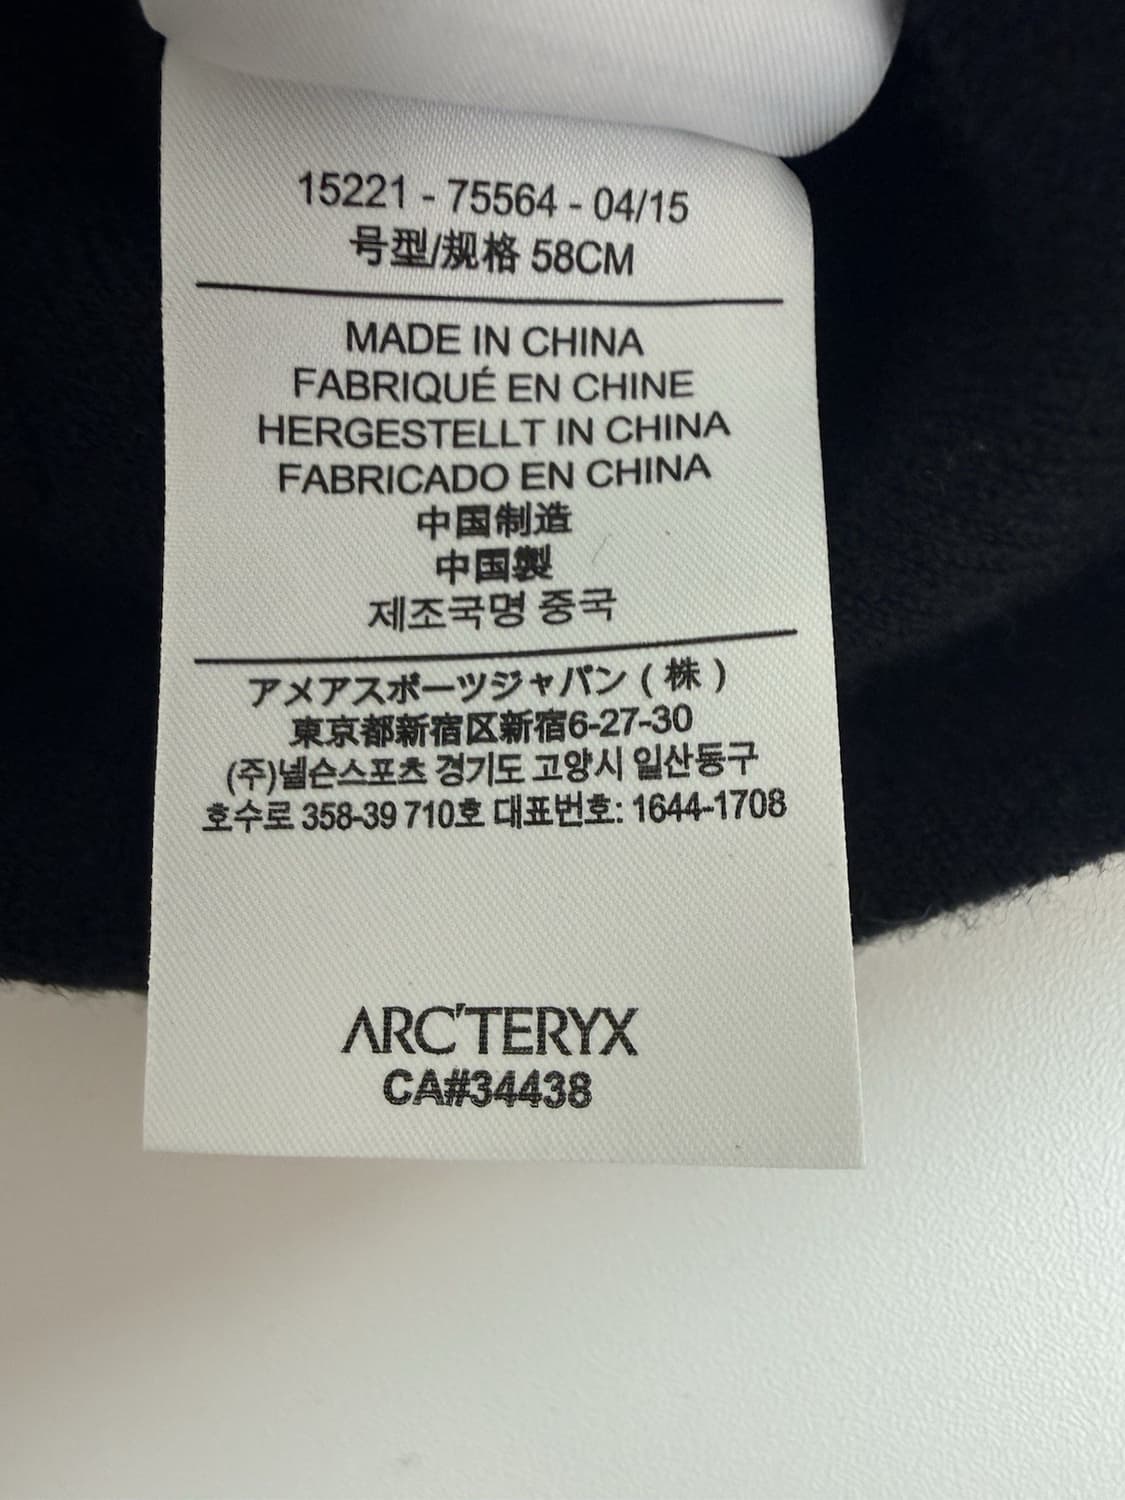 15221 - 75564 - 04/15
号型/规格 58CM
MADE IN CHINA
FABRIQUÉ EN CHINE
HERGESTELLT IN CHINA
FABRICADO EN CHINA
中国制造
中国製
제조국명 중국
アメアスポーツジャパン ( 株 )
東京都新宿区新宿6-27-30
(주)넬슨스포츠 경기도 고양시 일산동구
호수로 358-39 710호 대표번호: 1644-1708
ARC'TERYX
CA#34438